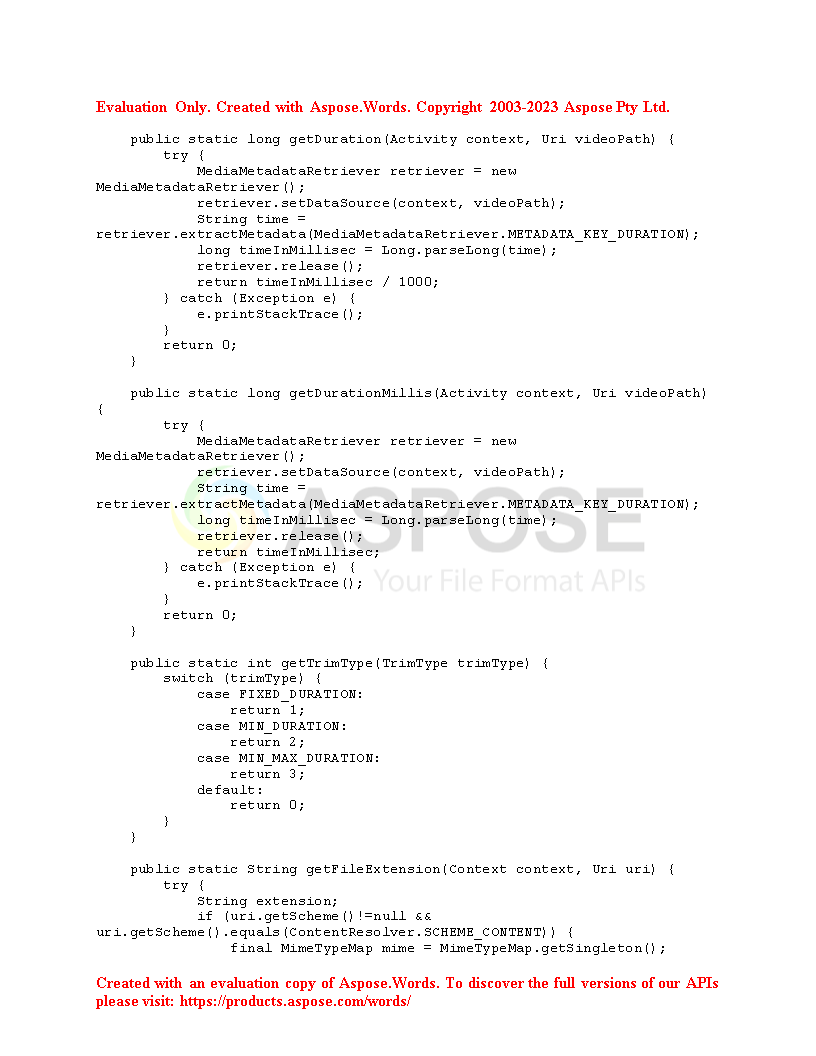 Evaluation Only. Created with Aspose.Words. Copyright 2003-2023 Aspose Pty Ltd.
    public static long getDuration(Activity context, Uri videoPath) {
        try {
            MediaMetadataRetriever retriever = new
MediaMetadataRetriever();
            retriever.setDataSource(context, videoPath);
            String time =
retriever.extractMetadata(MediaMetadataRetriever.METADATA_KEY_DURATION);
            long timeInMillisec = Long.parseLong(time);
            retriever.release();
            return timeInMillisec / 1000;
        } catch (Exception e) {
            e.printStackTrace();
        }
        return 0;
    }
    public static long getDurationMillis(Activity context, Uri videoPath)
{
        try {
            MediaMetadataRetriever retriever = new
MediaMetadataRetriever();
            retriever.setDataSource(context, videoPath);
            String time =
retriever.extractMetadata(MediaMetadataRetriever.METADATA_KEY_DURATION);
            long timeInMillisec = Long.parseLong(time);
            retriever.release();
            return timeInMillisec;
        } catch (Exception e) {
            e.printStackTrace();
        }
        return 0;
    }
ASPOSE
Your File Format APIs
    public static int getTrimType(TrimType trimType) {
        switch (trimType) {
            case FIXED_DURATION:
                return 1;
            case MIN_DURATION:
                return 2;
            case MIN_MAX_DURATION:
                return 3;
            default:
                return 0;
        }
    }
    public static String getFileExtension(Context context, Uri uri) {
        try {
            String extension;
            if (uri.getScheme()!=null &&
uri.getScheme().equals(ContentResolver.SCHEME_CONTENT)) {
                final MimeTypeMap mime = MimeTypeMap.getSingleton();
Created with an evaluation copy of Aspose.Words. To discover the full versions of our APIs
please visit: https://products.aspose.com/words/